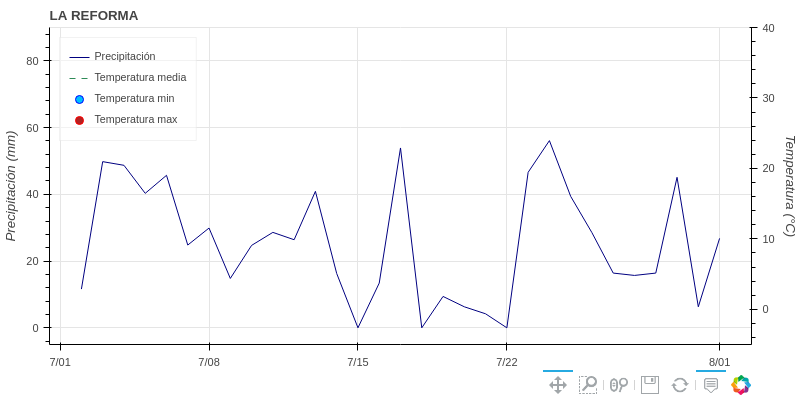 LA REFORMA
Precipitación
Temperatura media
Temperatura min
Temperatura max
Precipitación (mm)
80
60
40
20
0
Temperatura (°C)
40
30
20
10
0
7/01
7/08
7/15
7/22
8/01